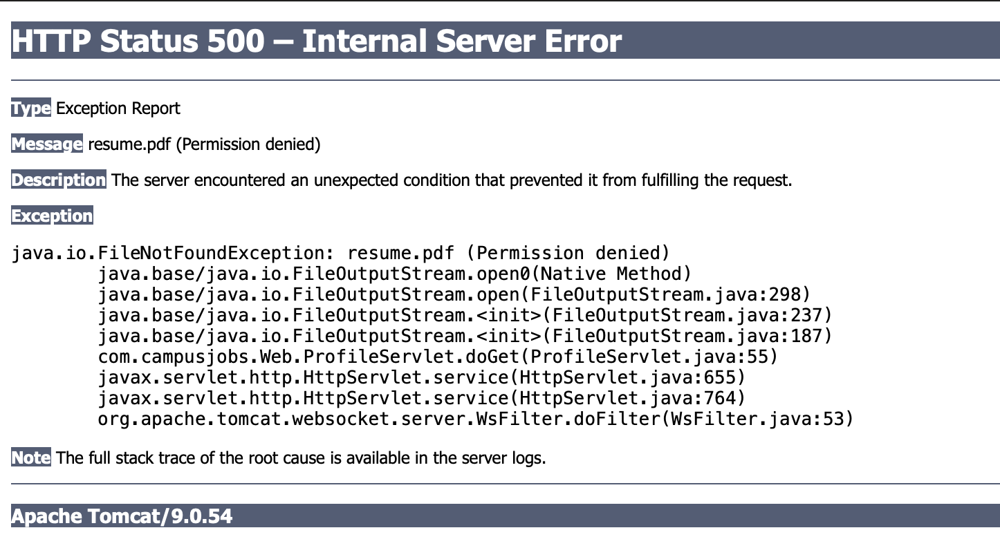 HTTP Status 500 – Internal Server Error
Type Exception Report
Message resume.pdf (Permission denied)
Description The server encountered an unexpected condition that prevented it from fulfilling the request.
Exception
java.io.FileNotFoundException: resume.pdf (Permission denied)
java.base/java.io.FileOutputStream.open0(Native Method)
java.base/java.io.FileOutputStream.open(FileOutputStream.java:298)
java.base/java.io.FileOutputStream.<init>(FileOutputStream.java:237)
java.base/java.io.FileOutputStream.<init>(FileOutputStream.java:187)
com.campusjobs.Web.ProfileServlet.doGet(ProfileServlet.java:55)
javax.servlet.http.HttpServlet.service(HttpServlet.java:655)
javax.servlet.http.HttpServlet.service(HttpServlet.java:764)
org.apache.tomcat.websocket.server.WsFilter.doFilter(WsFilter.java:53)
Note The full stack trace of the root cause is available in the server logs.
Apache Tomcat/9.0.54